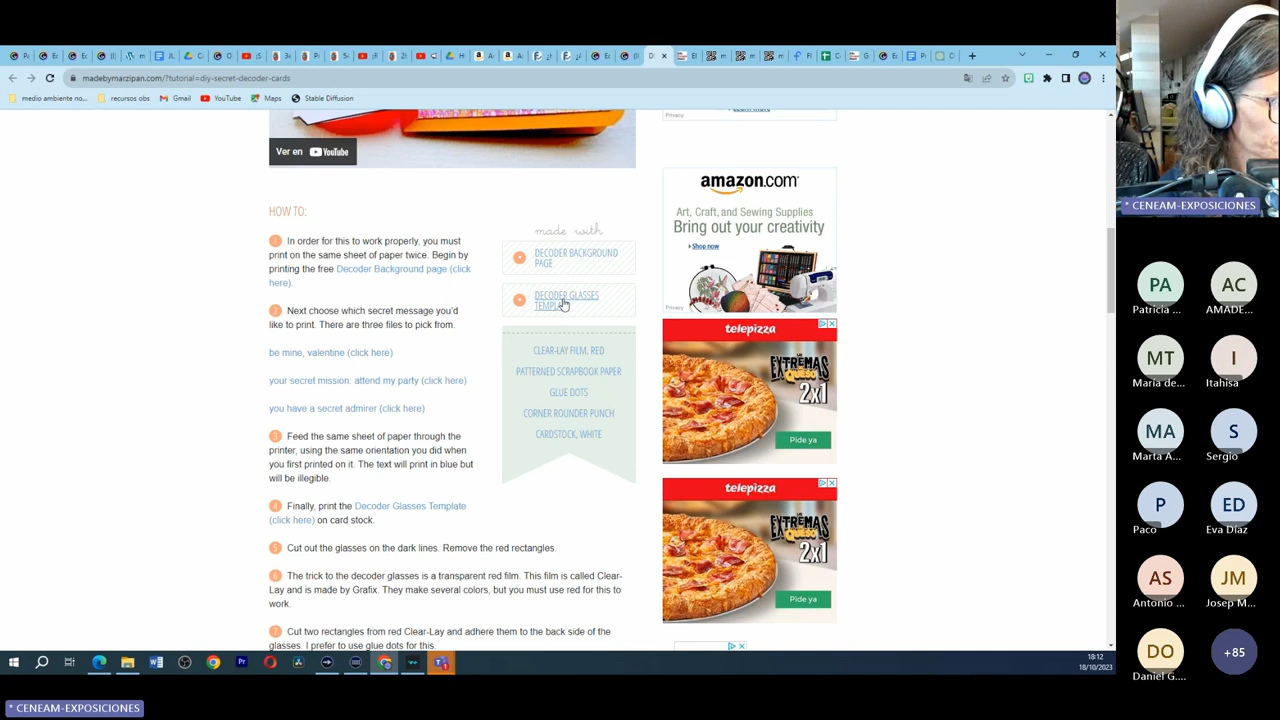 madebymarzipan.com/?tutorial=diy-secret-decoder-cards
medio ambiente no...
recursos obs
Gmail
YouTube
Maps
Stable Diffusion
Ver en YouTube
Privacy
amazon.com
Art, Craft, and Sewing Supplies
Bring out your creativity
Shop now
Privacy
HOW TO:
1 In order for this to work properly, you must
print on the same sheet of paper twice. Begin by
printing the free Decoder Background page (click
here).
2 Next choose which secret message you'd
like to print. There are three files to pick from.
be mine, valentine (click here)
your secret mission: attend my party (click here)
you have a secret admirer (click here)
3 Feed the same sheet of paper through the
printer, using the same orientation you did when
you first printed on it. The text will print in blue but
will be illegible.
4 Finally, print the Decoder Glasses Template
(click here) on card stock.
5 Cut out the glasses on the dark lines. Remove the red rectangles.
6 The trick to the decoder glasses is a transparent red film. This film is called Clear-
Lay and is made by Grafix. They make several colors, but you must use red for this to
work.
7 Cut two rectangles from red Clear-Lay and adhere them to the back side of the
glasses. I prefer to use glue dots for this.
made with
DECODER BACKGROUND
PAGE
DECODER GLASSES
CLEAR-LAY FILM, RED
PATTERNED SCRAPBOOK PAPER
GLUE DOTS
CORNER ROUNDER PUNCH
CARDSTOCK, WHITE
telepizza
EXTREMAS
QUESO
2x1
Pide ya
telepizza
EXTREMAS
QUESO
2x1
Pide ya
18:12
18/10/2023
* CENEAM-EXPOSICIONES
* CENEAM-EXPOSICIONES
PA
Patricia ...
AC
AMADE...
MT
Maria de...
I
Itahisa
MA
Marta A...
S
Sergio
P
Paco
ED
Eva Díaz
AS
Antonio ...
JM
Josep M...
DO
Daniel G....
+85